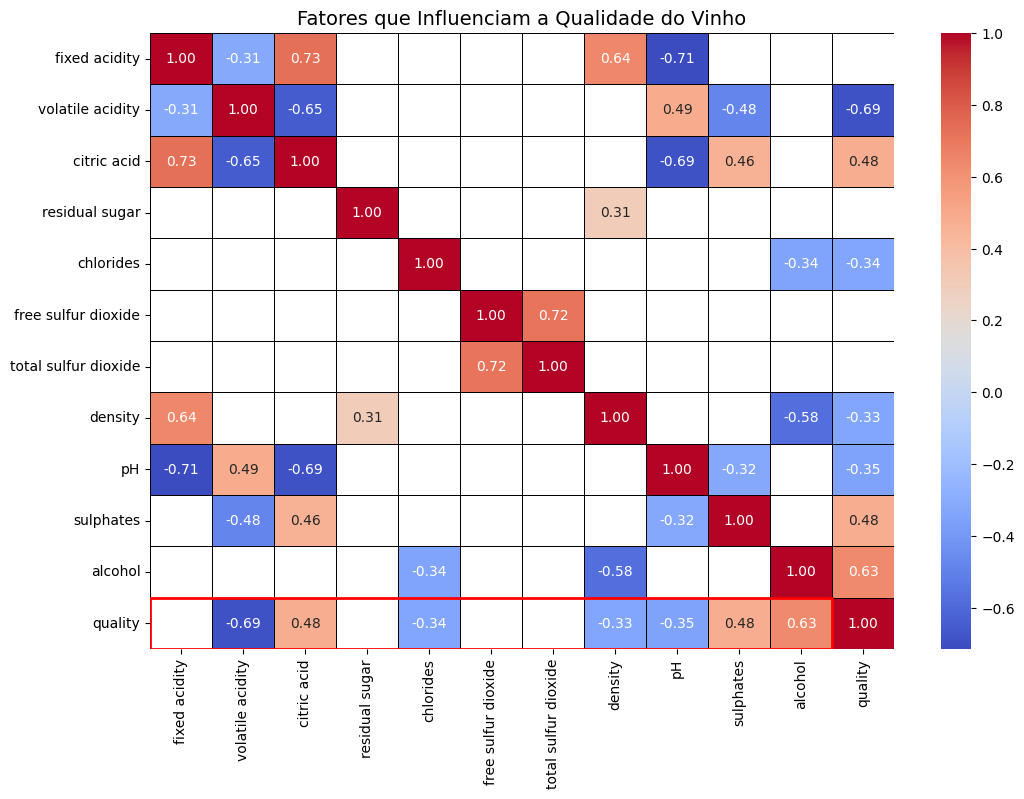 Fatores que Influenciam a Qualidade do Vinho
fixed acidity 1.00 -0.31 0.73 0.64 -0.71
volatile acidity -0.31 1.00 -0.65 0.49 -0.48 -0.69
citric acid 0.73 -0.65 1.00 -0.69 0.46 0.48
residual sugar 1.00 0.31
chlorides 1.00 -0.34 -0.34
free sulfur dioxide 1.00 0.72
total sulfur dioxide 0.72 1.00
density 0.64 0.31 1.00 -0.58 -0.33
pH -0.71 0.49 -0.69 1.00 -0.32 -0.35
sulphates -0.48 0.46 -0.32 1.00 0.48
alcohol -0.34 -0.58 1.00 0.63
quality -0.69 0.48 -0.34 -0.33 -0.35 0.48 0.63 1.00
fixed acidity
volatile acidity
citric acid
residual sugar
chlorides
free sulfur dioxide
total sulfur dioxide
density
pH
sulphates
alcohol
quality
1.0
0.8
0.6
0.4
0.2
0.0
−0.2
−0.4
−0.6